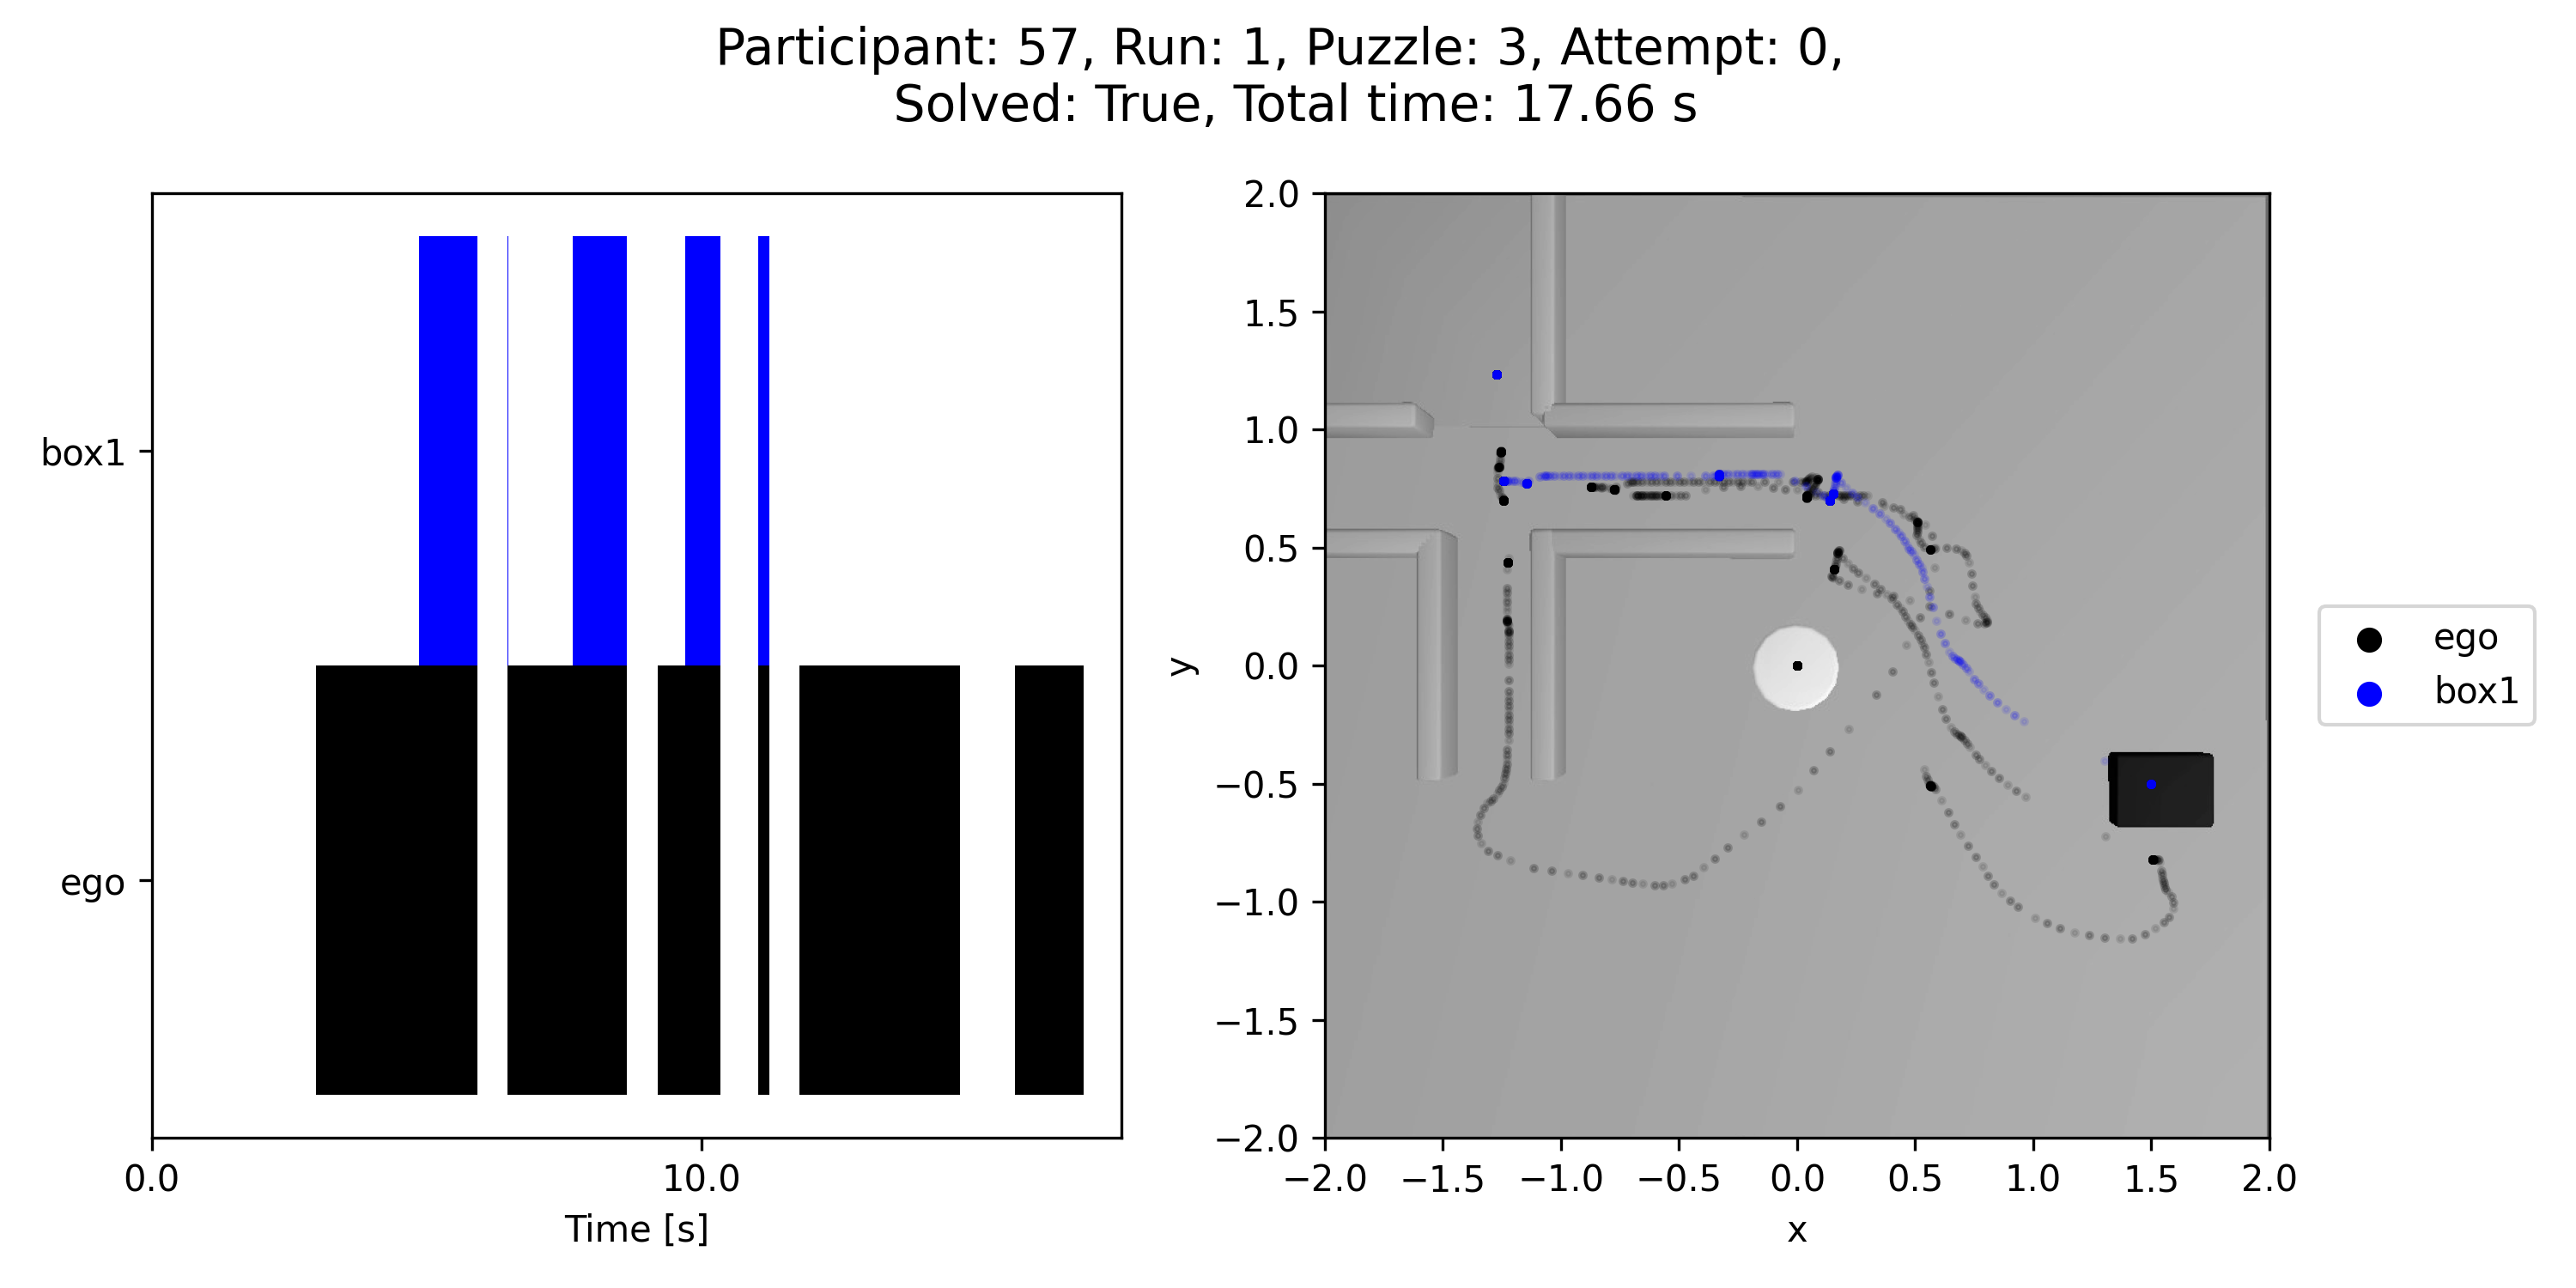 Participant: 57, Run: 1, Puzzle: 3, Attempt: 0,
Solved: True, Total time: 17.66 s
box1
ego
0.0
10.0
Time [s]
2.0
1.5
1.0
0.5
0.0
−0.5
−1.0
−1.5
−2.0
y
−2.0
−1.5
−1.0
−0.5
0.0
0.5
1.0
1.5
2.0
x
ego
box1